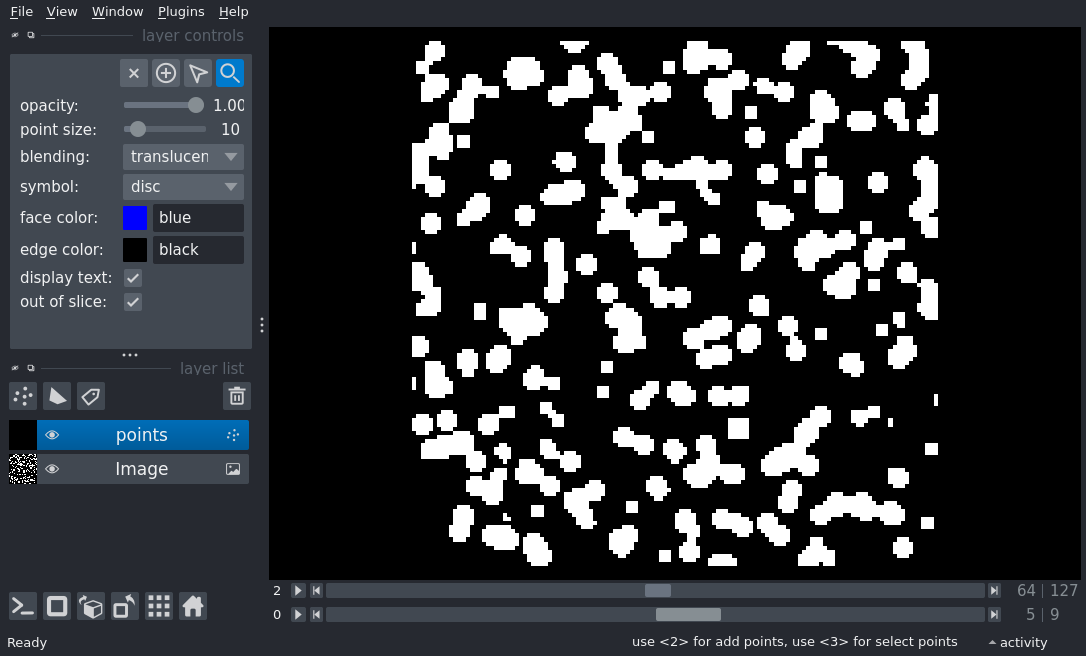 File View Window Plugins Help
layer controls
opacity: 1.00
point size: 10
blending: translucen
symbol: disc
face color: blue
edge color: black
display text:
out of slice:
layer list
points
Image
2 64 127
0 5 9
Ready use <2> for add points, use <3> for select points activity